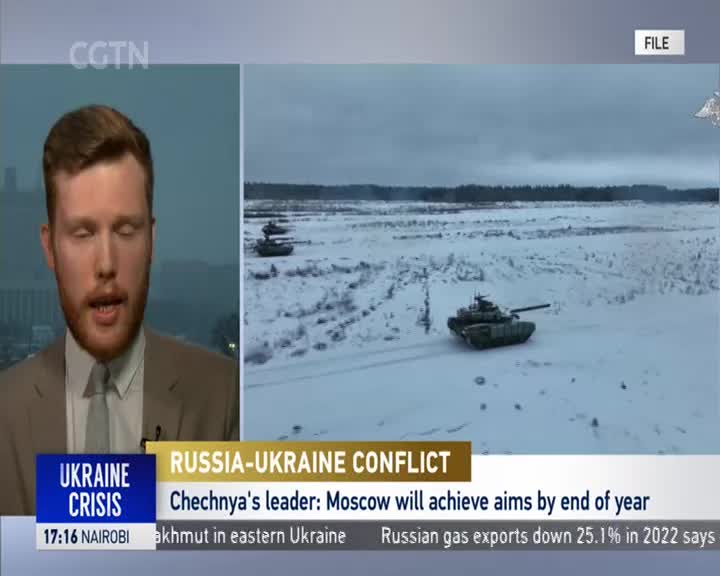 CGTN
FILE
RUSSIA-UKRAINE CONFLICT
UKRAINE
CRISIS
Chechnya's leader: Moscow will achieve aims by end of year
17:16 NAIROBI
akhmut in eastern Ukraine Russian gas exports down 25.1% in 2022 says